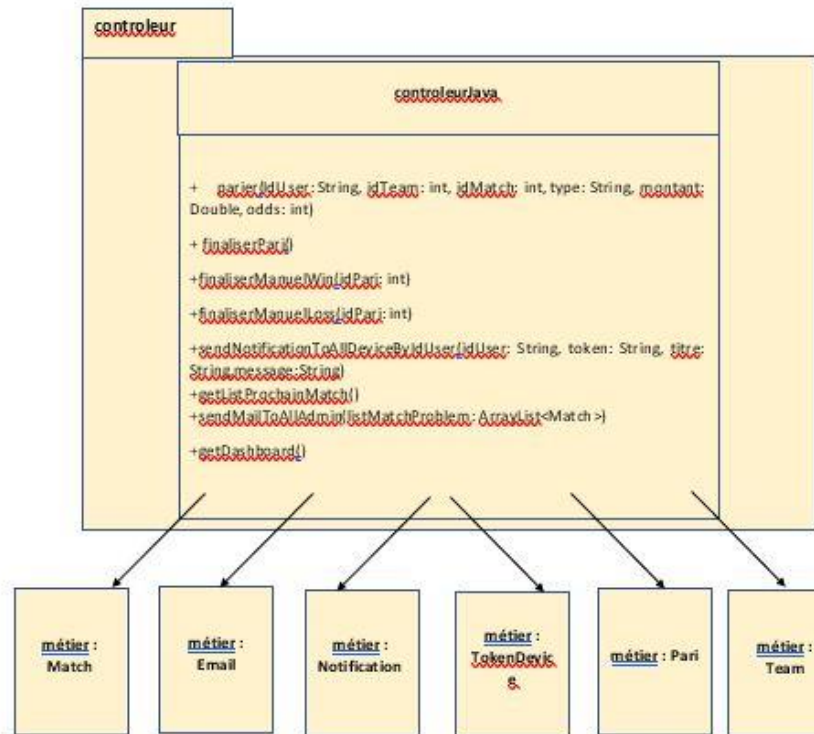 controleur
controleurJava
+ parier(IdUser: String, idTeam: int, idMatch: int, type: String, montant:
Double, odds: int)
+ finaliserPari()
+finaliserManuelWin(idPari: int)
+finaliserManuelLoss(idPari: int)
+sendNotificationToAllDeviceByIdUser(idUser: String, token: String, titre:
String,message:String)
+getListProchainMatch()
+sendMailToAllAdmin(listMatchProblem: ArrayList<Match>)
+getDashboard()
métier :
Match
métier :
Email
métier :
Notification
métier :
TokenDevic
e
métier : Pari
métier :
Team